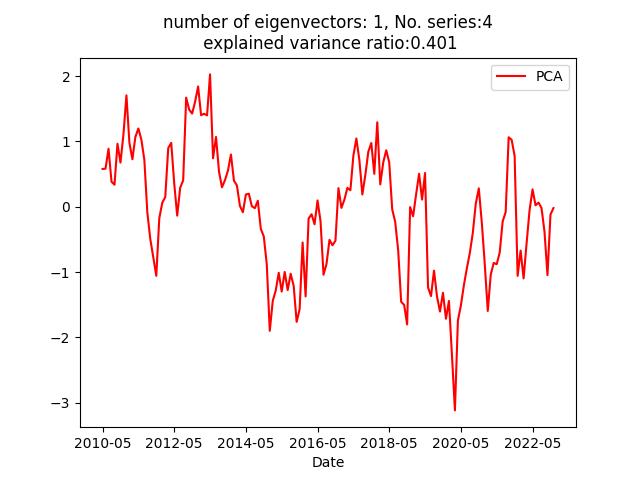 number of eigenvectors: 1, No. series:4
explained variance ratio:0.401
PCA
2
1
0
−1
−2
−3
2010-05 2012-05 2014-05 2016-05 2018-05 2020-05 2022-05
Date